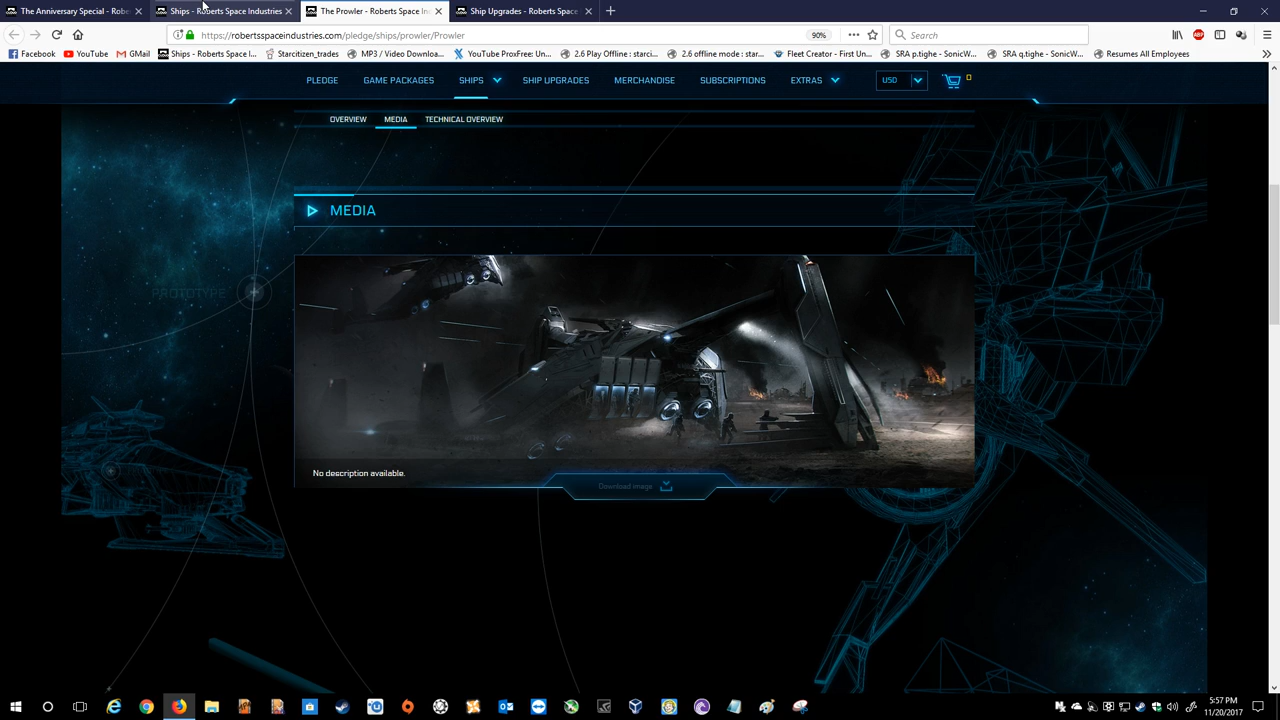 The Anniversary Special - Rober
Ships - Roberts Space Industries
The Prowler - Roberts Space In
Ship Upgrades - Roberts Space
https://robertsspaceindustries.com/pledge/ships/prowler/Prowler
90%
Search
Facebook
YouTube
GMail
Ships - Roberts Space I...
Starcitizen_trades
MP3 / Video Downloa...
YouTube ProxFree: Un...
2.6 Play Offline : starci...
2.6 offline mode : star...
Fleet Creator - First Un...
SRA p.tighe - SonicW...
SRA q.tighe - SonicW...
Resumes All Employees
PLEDGE
GAME PACKAGES
SHIPS
SHIP UPGRADES
MERCHANDISE
SUBSCRIPTIONS
EXTRAS
USD
0
OVERVIEW
MEDIA
TECHNICAL OVERVIEW
MEDIA
PROTOTYPE
No description available.
Download image
5:57 PM
11/20/2017